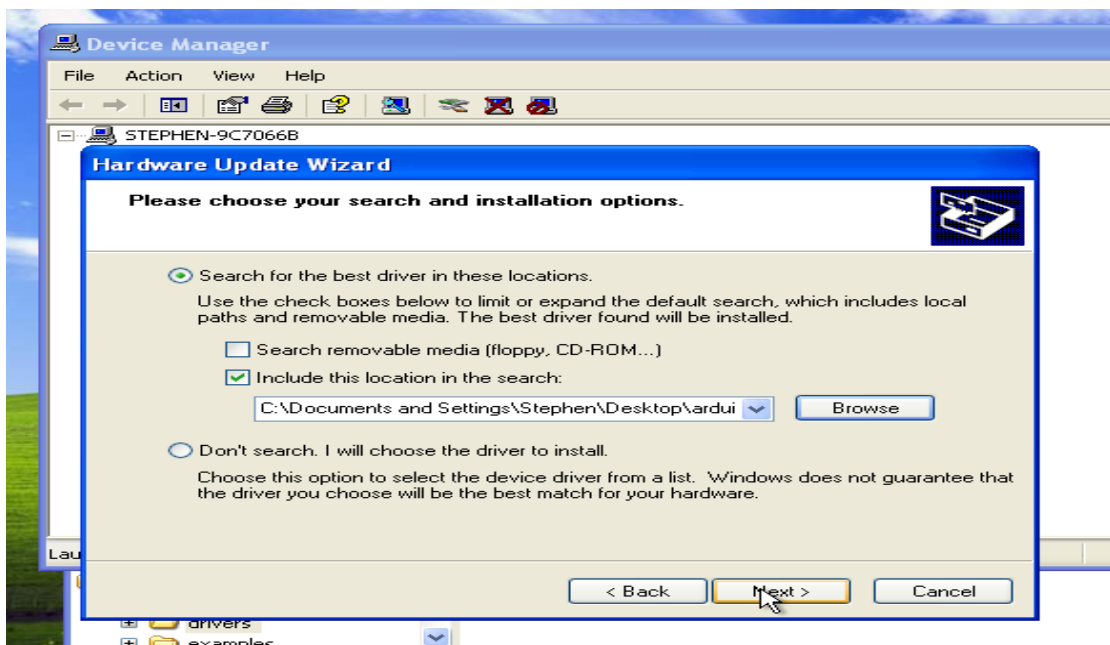 Device Manager
File Action View Help
STEPHEN-9C7066B
Hardware Update Wizard
Please choose your search and installation options.
Search for the best driver in these locations.
Use the check boxes below to limit or expand the default search, which includes local
paths and removable media. The best driver found will be installed.
Search removable media (floppy, CD-ROM...)
Include this location in the search:
C:\Documents and Settings\Stephen\Desktop\ardui
Browse
Don't search. I will choose the driver to install.
Choose this option to select the device driver from a list. Windows does not guarantee that
the driver you choose will be the best match for your hardware.
Lau
< Back Next > Cancel
drivers
examples